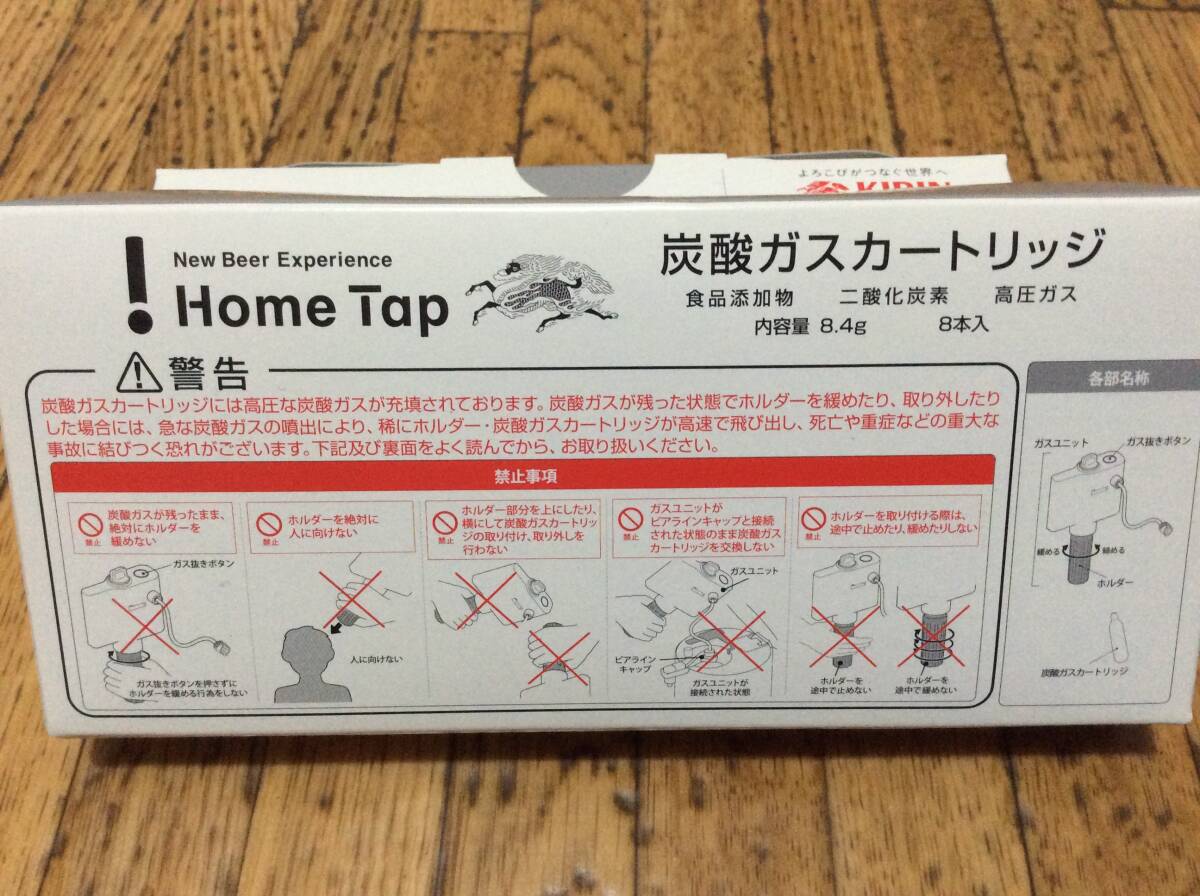 よろこびがつなぐ世界へ
KIRIN
New Beer Experience
Home Tap
炭酸ガスカートリッジ
食品添加物 二酸化炭素 高圧ガス
内容量 8.4g 8本入
警告
炭酸ガスカートリッジには高圧な炭酸ガスが充填されております。炭酸ガスが残った状態でホルダーを緩めたり、取り外したり
した場合には、急な炭酸ガスの噴出により、稀にホルダー・炭酸ガスカートリッジが高速で飛び出し、死亡や重症などの重大な
事故に結びつく恐れがございます。下記及び裏面をよく読んでから、お取り扱いください。
禁止事項
禁止
炭酸ガスが残ったまま、
絶対にホルダーを
緩めない
ガス抜きボタン
ガス抜きボタンを押さずに
ホルダーを緩める行為をしない
禁止
ホルダーを絶対に
人に向けない
人に向けない
禁止
ホルダー部分を上にしたり、
横にして炭酸ガスカートリッ
ジの取り付け、取り外しを
行わない
禁止
ガスユニットが
ビアラインキャップと接続
された状態のまま炭酸ガス
カートリッジを交換しない
ガスユニット
ビアライン
キャップ
ガスユニットが
接続された状態
禁止
ホルダーを取り付ける際は、
途中で止めたり、緩めたりしない
ホルダーを
途中で止めない
ホルダーを
途中で緩めない
各部名称
ガスユニット
ガス抜きボタン
緩める
締める
ホルダー
炭酸ガスカートリッジ